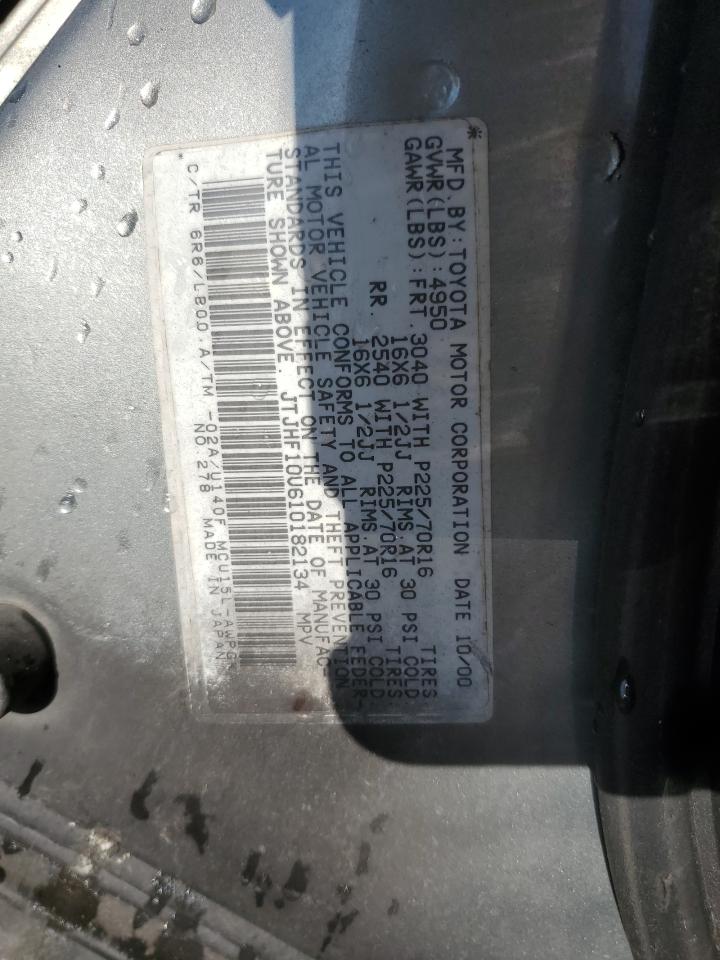 MFD. BY: TOYOTA MOTOR CORPORATION DATE 10/00
GVWR(LBS):4950
GAWR(LBS):FRT. 3040 WITH P225/70R16 TIRES:
16X6 1/2JJ RIMS AT 30 PSI COLD.
RR. 2540 WITH P225/70R16 TIRES:
16X6 1/2JJ RIMS AT 30 PSI COLD.
THIS VEHICLE CONFORMS TO ALL APPLICABLE FEDER-
AL MOTOR VEHICLE SAFETY AND THEFT PREVENTION
STANDARDS IN EFFECT ON THE DATE OF MANUFAC
TURE SHOWN ABOVE. JTJHF10U610182134 MPV
C/TR 6R6/LB00. A/TM -02A/U140F MCU15L-AWPG
NO.278 MADE IN JAPAN